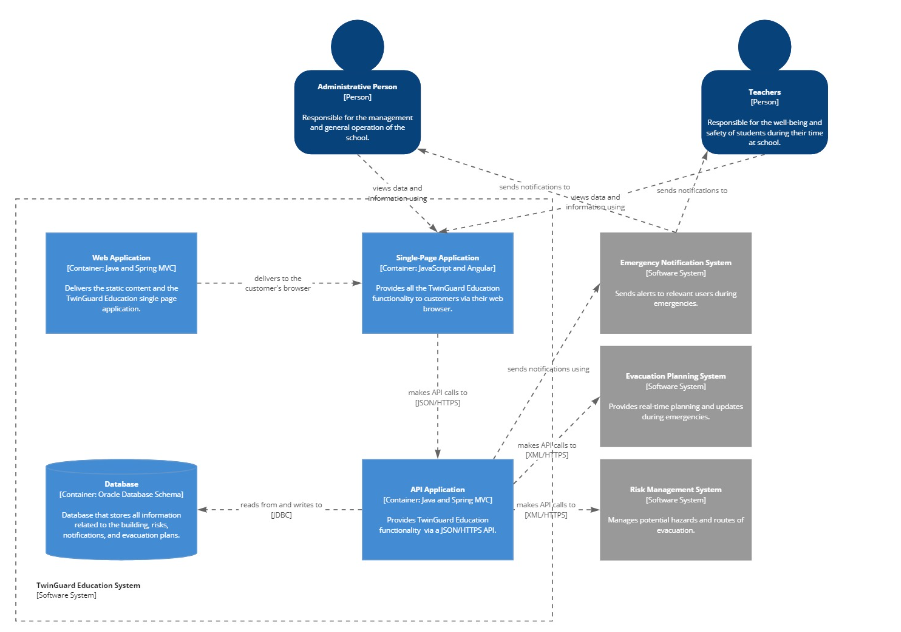 Administrative Person
[Person]
Responsible for the management
and general operation of the
school.
Teachers
[Person]
Responsible for the well-being and
safety of students during their time
at school.
views data and
information using
sends notifications to
views data and
information using
sends notifications to
Web Application
[Container: Java and Spring MVC]
Delivers the static content and the
TwinGuard Education single page
application.
delivers to the
customer's browser
Single-Page Application
[Container: JavaScript and Angular]
Provides all the TwinGuard Education
functionality to customers via their web
browser.
Emergency Notification System
[Software System]
Sends alerts to relevant users during
emergencies.
sends notifications using
makes API calls to
[JSON/HTTPS]
Evacuation Planning System
[Software System]
Provides real-time planning and updates
during emergencies.
makes API calls to
[XML/HTTPS]
Database
[Container: Oracle Database Schema]
Database that stores all information
related to the building, risks,
notifications, and evacuation plans.
reads from and writes to
[JDBC]
API Application
[Container: Java and Spring MVC]
Provides TwinGuard Education
functionality via a JSON/HTTPS API.
makes API calls to
[XML/HTTPS]
Risk Management System
[Software System]
Manages potential hazards and routes of
evacuation.
TwinGuard Education System
[Software System]